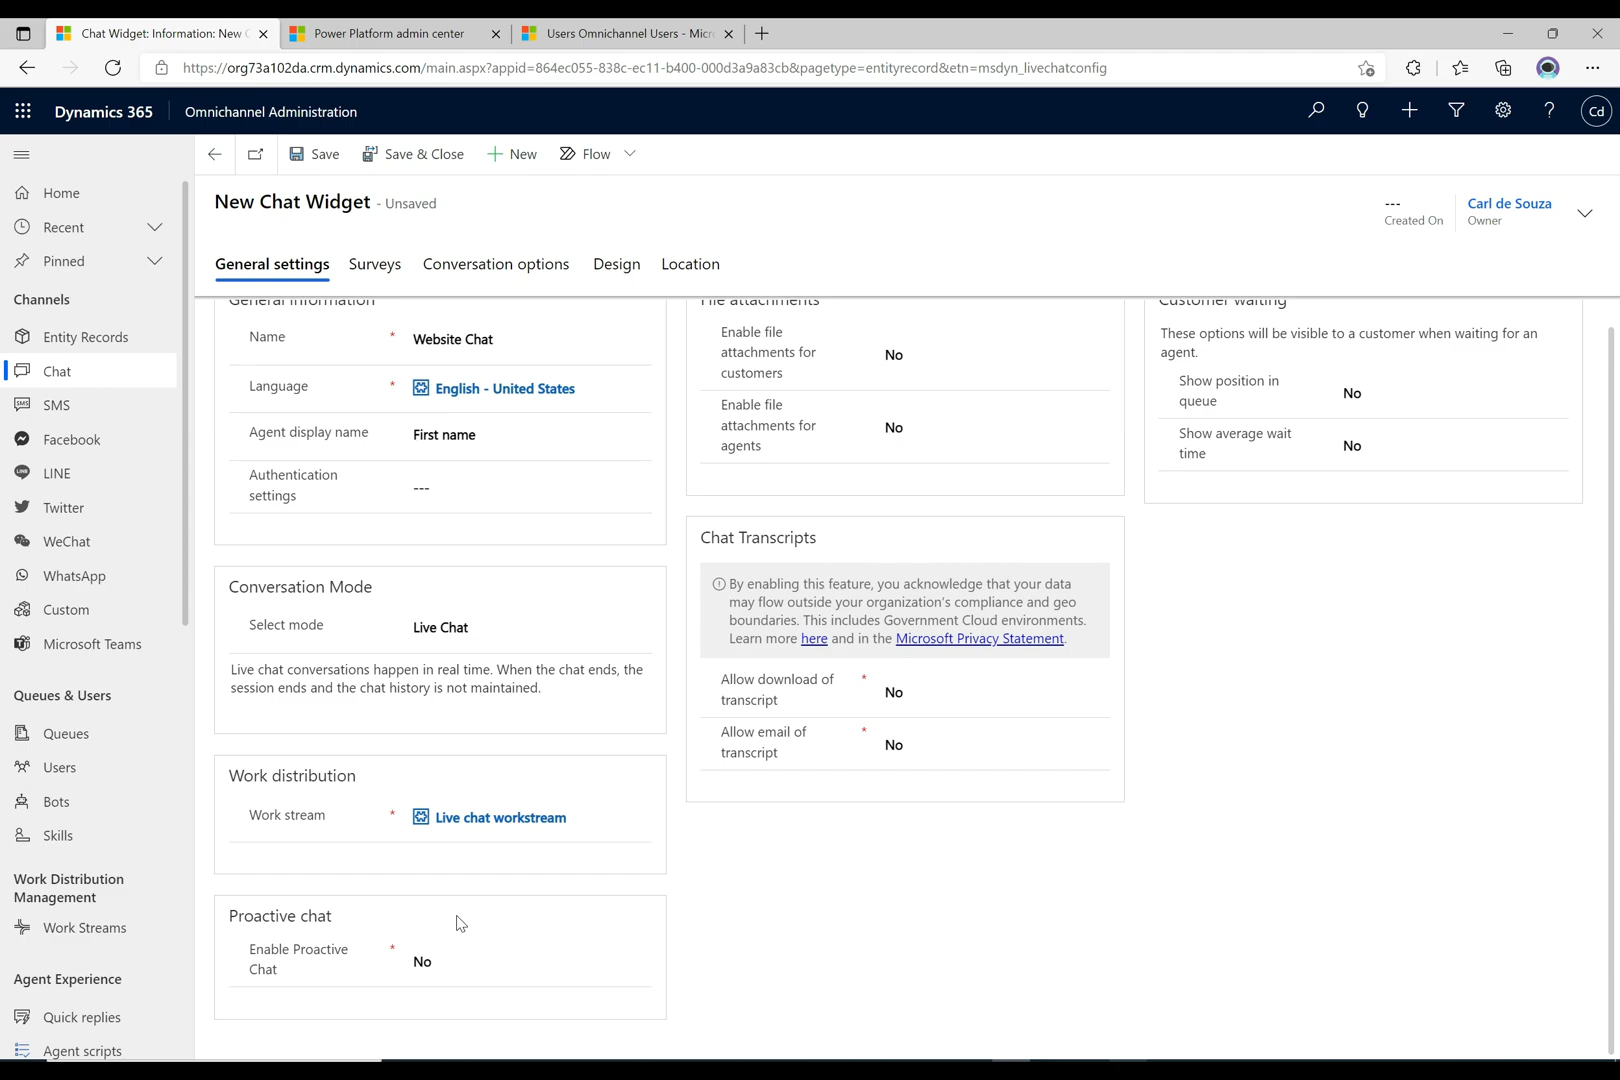 Chat Widget: Information: New C
Power Platform admin center
Users Omnichannel Users - Micr
https://org73a102da.crm.dynamics.com/main.aspx?appid=864ec055-838c-ec11-b400-000d3a9a83cb&pagetype=entityrecord&etn=msdyn_livechatconfig
Dynamics 365
Omnichannel Administration
Cd
Save
Save & Close
New
Flow
New Chat Widget - Unsaved
---
Created On
Carl de Souza
Owner
General settings
Surveys
Conversation options
Design
Location
Home
Recent
Pinned
Channels
Entity Records
Chat
SMS
SMS
Facebook
LINE
Twitter
WeChat
WhatsApp
Custom
Microsoft Teams
Queues & Users
Queues
Users
Bots
Skills
Work Distribution
Management
Work Streams
Agent Experience
Quick replies
Agent scripts
General information
Name * Website Chat
Language * English - United States
Agent display name First name
Authentication
settings
---
Conversation Mode
Select mode Live Chat
Live chat conversations happen in real time. When the chat ends, the
session ends and the chat history is not maintained.
Work distribution
Work stream * Live chat workstream
Proactive chat
Enable Proactive *
Chat
No
File attachments
Enable file
attachments for
customers
No
Enable file
attachments for
agents
No
Chat Transcripts
By enabling this feature, you acknowledge that your data
may flow outside your organization's compliance and geo
boundaries. This includes Government Cloud environments.
Learn more here and in the Microsoft Privacy Statement.
Allow download of *
transcript
No
Allow email of *
transcript
No
Customer waiting
These options will be visible to a customer when waiting for an
agent.
Show position in
queue
No
Show average wait
time
No